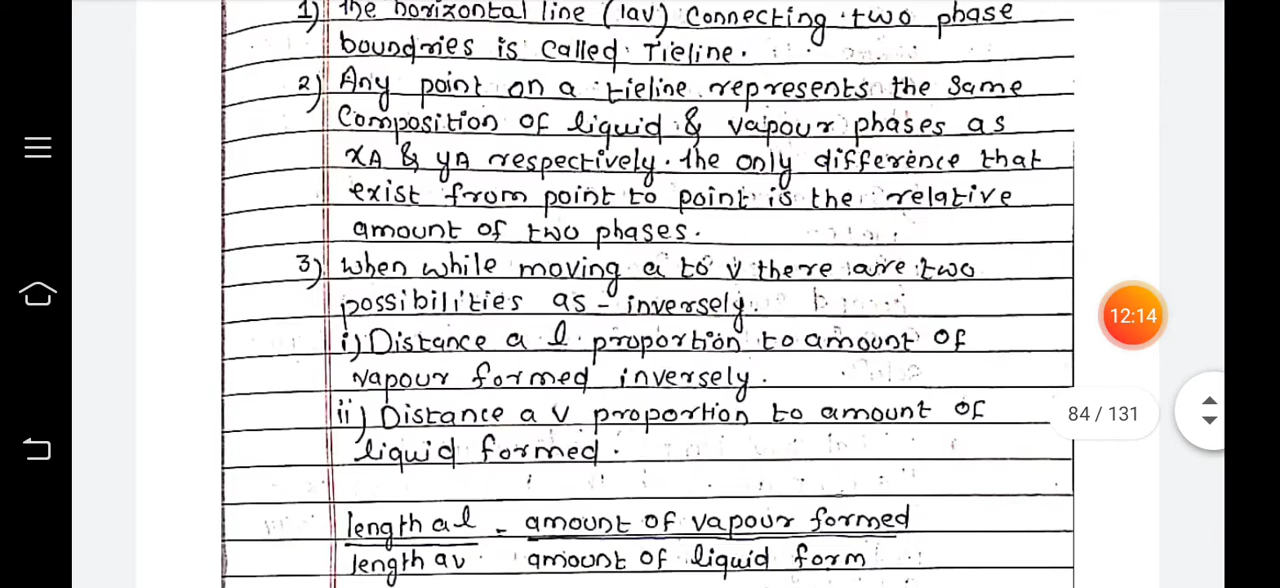 1) the horizontal line (lav) connecting two phase
boundries is called Tieline.
2) Any point on a tieline represents the same
composition of liquid & vapour phases as
xA & yA respectively. the only difference that
exist from point to point is the relative
amount of two phases.
3) when while moving a to v there are two
possibilities as - inversely.
i) Distance a l proportion to amount of
vapour formed inversely.
ii) Distance a v proportion to amount of
liquid formed.
length al = amount of vapour formed
length av amount of liquid form
12:14
84 / 131